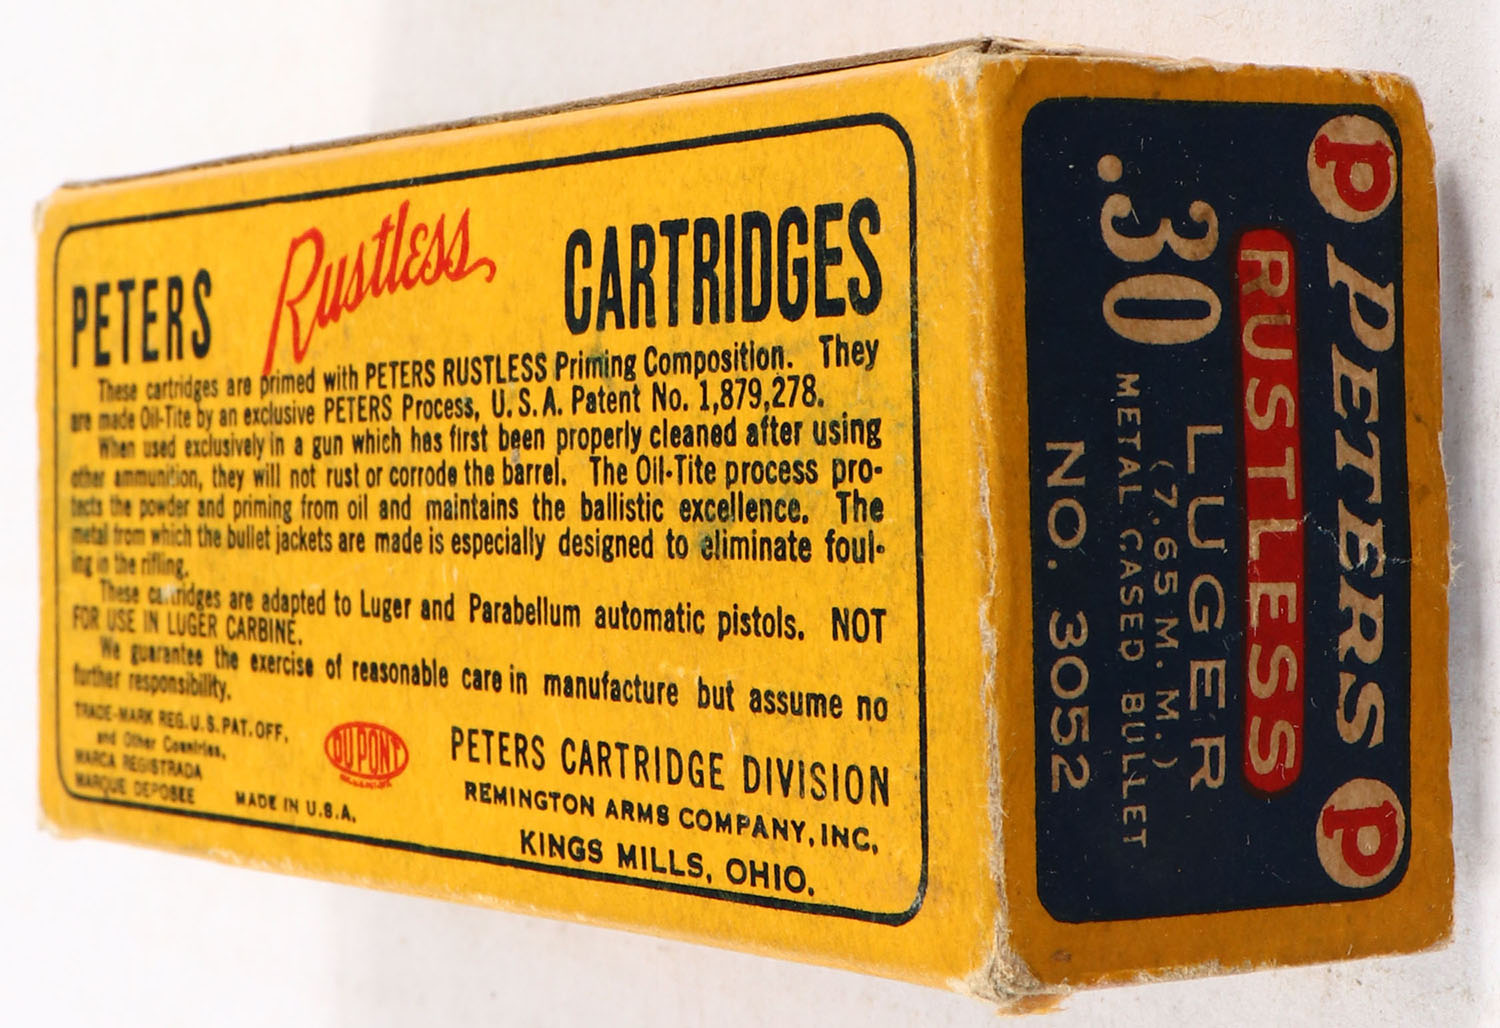 PETERS Rustless CARTRIDGES
These cartridges are primed with PETERS RUSTLESS Priming Composition. They
are made Oil-Tite by an exclusive PETERS Process, U.S.A. Patent No. 1,879,278.
When used exclusively in a gun which has first been properly cleaned after using
other ammunition, they will not rust or corrode the barrel. The Oil-Tite process pro-
tects the powder and priming from oil and maintains the ballistic excellence. The
metal from which the bullet jackets are made is especially designed to eliminate foul-
ing in the rifling.
These cartridges are adapted to Luger and Parabellum automatic pistols. NOT
FOR USE IN LUGER CARBINE.
We guarantee the exercise of reasonable care in manufacture but assume no
further responsibility.
TRADE-MARK REG. U.S. PAT. OFF.
and Other Countries.
MARCA REGISTRADA
MARQUE DEPOSEE
MADE IN U.S.A.
DU PONT
PETERS CARTRIDGE DIVISION
REMINGTON ARMS COMPANY, INC.
KINGS MILLS, OHIO.
P PETERS P
RUSTLESS
.30 LUGER
(7.65 M.M.)
METAL CASED BULLET
NO. 3052